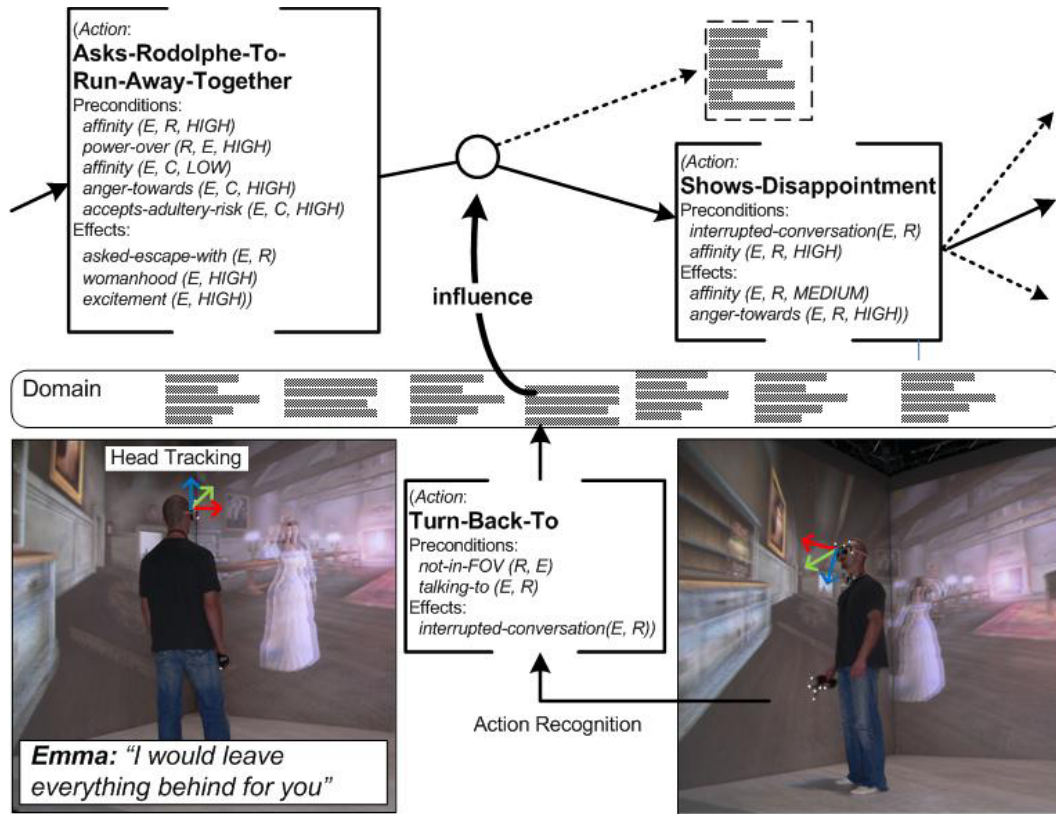 (Action:
Asks-Rodolphe-To-
Run-Away-Together
Preconditions:
affinity (E, R, HIGH)
power-over (R, E, HIGH)
affinity (E, C, LOW)
anger-towards (E, C, HIGH)
accepts-adultery-risk (E, C, HIGH)
Effects:
asked-escape-with (E, R)
womanhood (E, HIGH)
excitement (E, HIGH))
influence
(Action:
Shows-Disappointment
Preconditions:
interrupted-conversation(E, R)
affinity (E, R, HIGH)
Effects:
affinity (E, R, MEDIUM)
anger-towards (E, R, HIGH))
Domain
Head Tracking
Emma: “I would leave
everything behind for you”
(Action:
Turn-Back-To
Preconditions:
not-in-FOV (R, E)
talking-to (E, R)
Effects:
interrupted-conversation(E, R))
Action Recognition